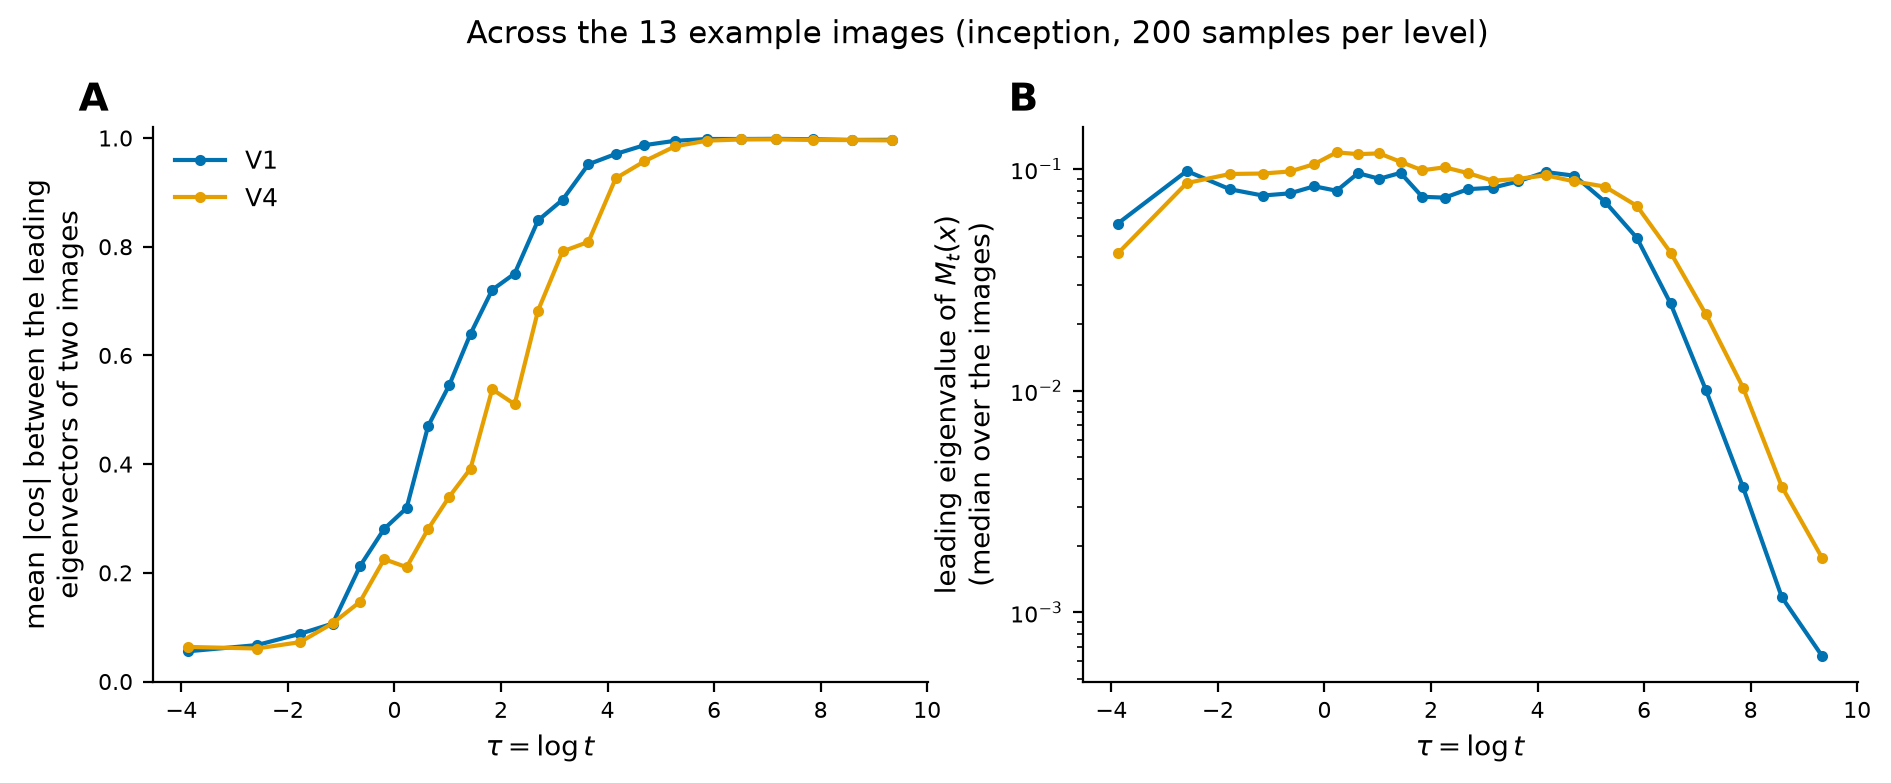 Across the 13 example images (inception, 200 samples per level)
A
mean |cos| between the leading
eigenvectors of two images
1.0
0.8
0.6
0.4
0.2
0.0
V1
V4
−4
−2
0
2
4
6
8
10
τ = log t
B
leading eigenvalue of Mₜ(x)
(median over the images)
10⁻¹
10⁻²
10⁻³
−4
−2
0
2
4
6
8
10
τ = log t